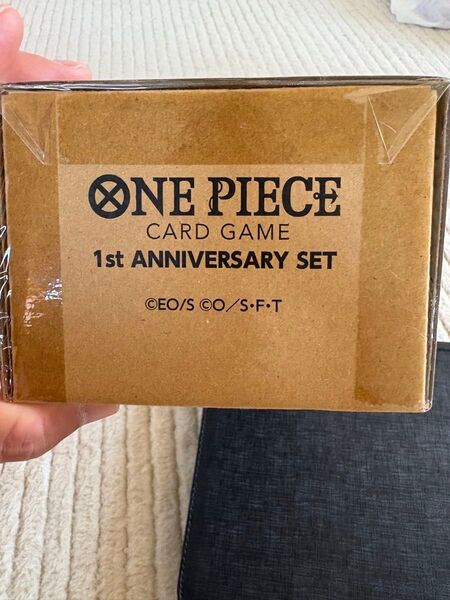 ONE PIECE
CARD GAME
1st ANNIVERSARY SET
©EO/S ©O/S·F·T